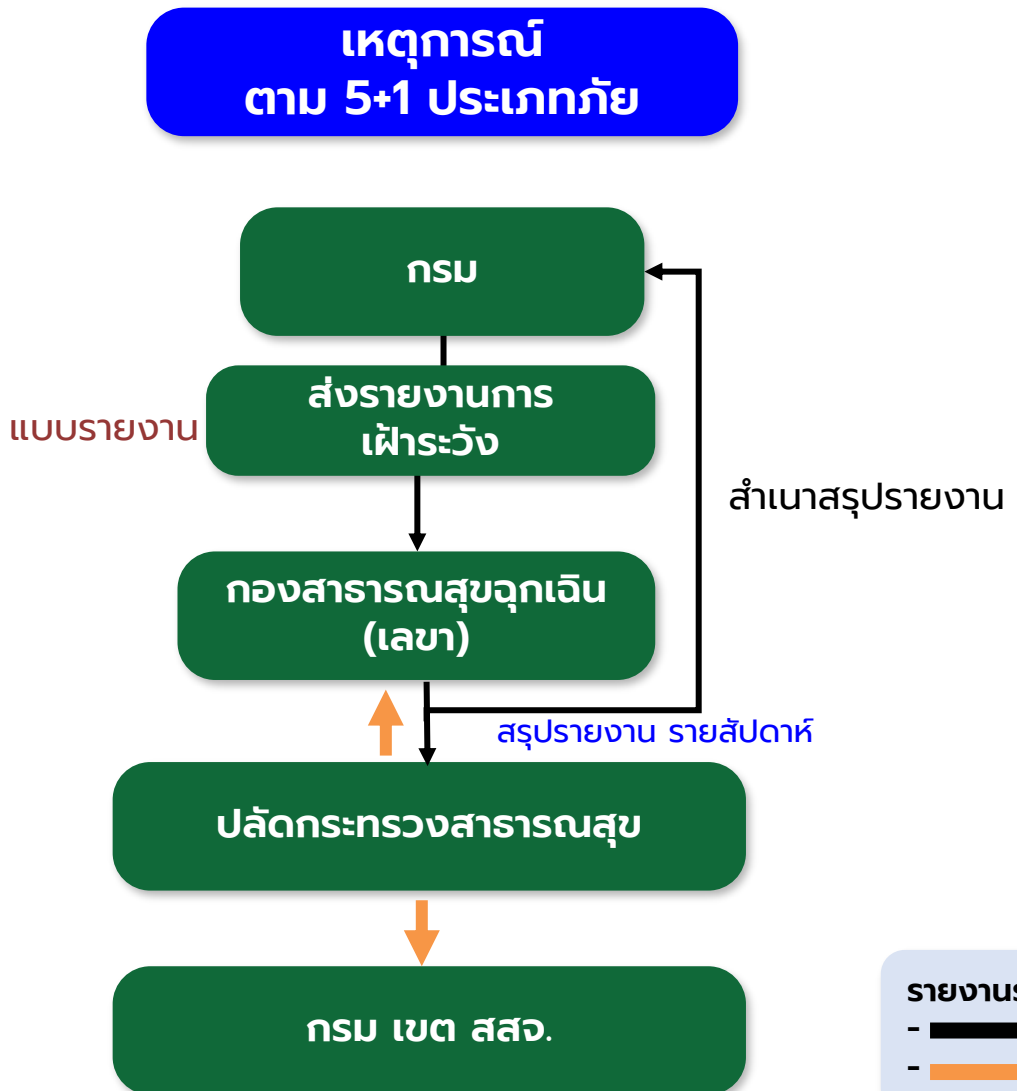 เหตุการณ์
ตาม 5+1 ประเภทภัย
กรม
ส่งรายงานการ
เฝ้าระวัง
แบบรายงาน
สำเนาสรุปรายงาน
กองสาธารณสุขฉุกเฉิน
(เลขา)
สรุปรายงาน รายสัปดาห์
ปลัดกระทรวงสาธารณสุข
กรม เขต สสจ.
รายงาน
-
-